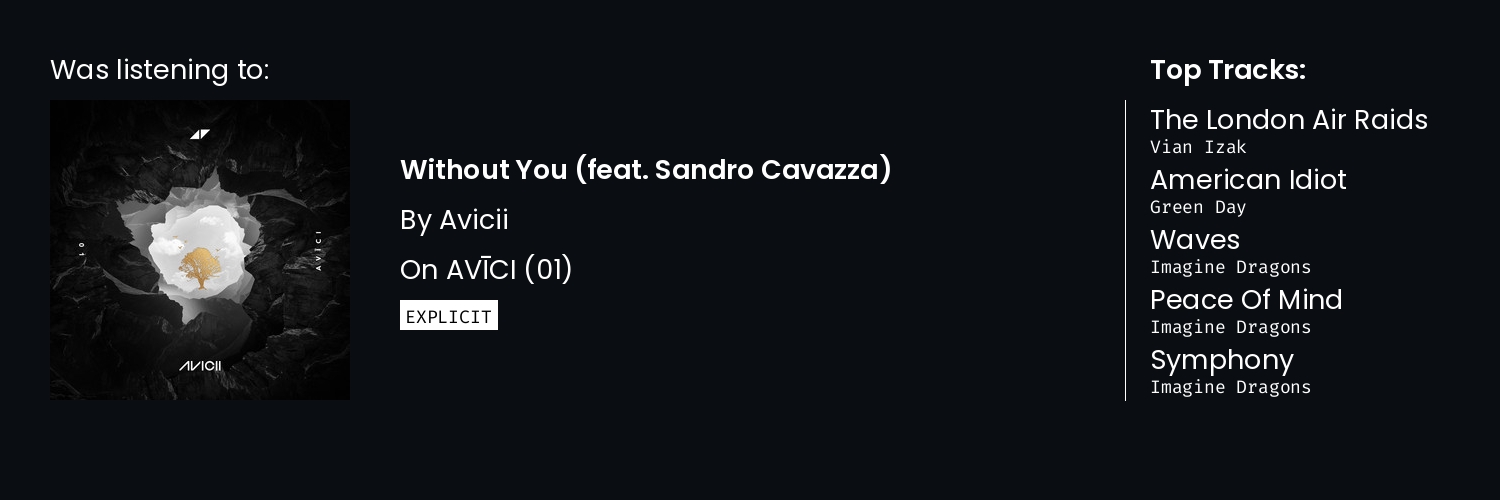 Was listening to:
01
AVĪCI
AVICII
Without You (feat. Sandro Cavazza)
By Avicii
On AVĪCI (01)
EXPLICIT
Top Tracks:
The London Air Raids
Vian Izak
American Idiot
Green Day
Waves
Imagine Dragons
Peace Of Mind
Imagine Dragons
Symphony
Imagine Dragons